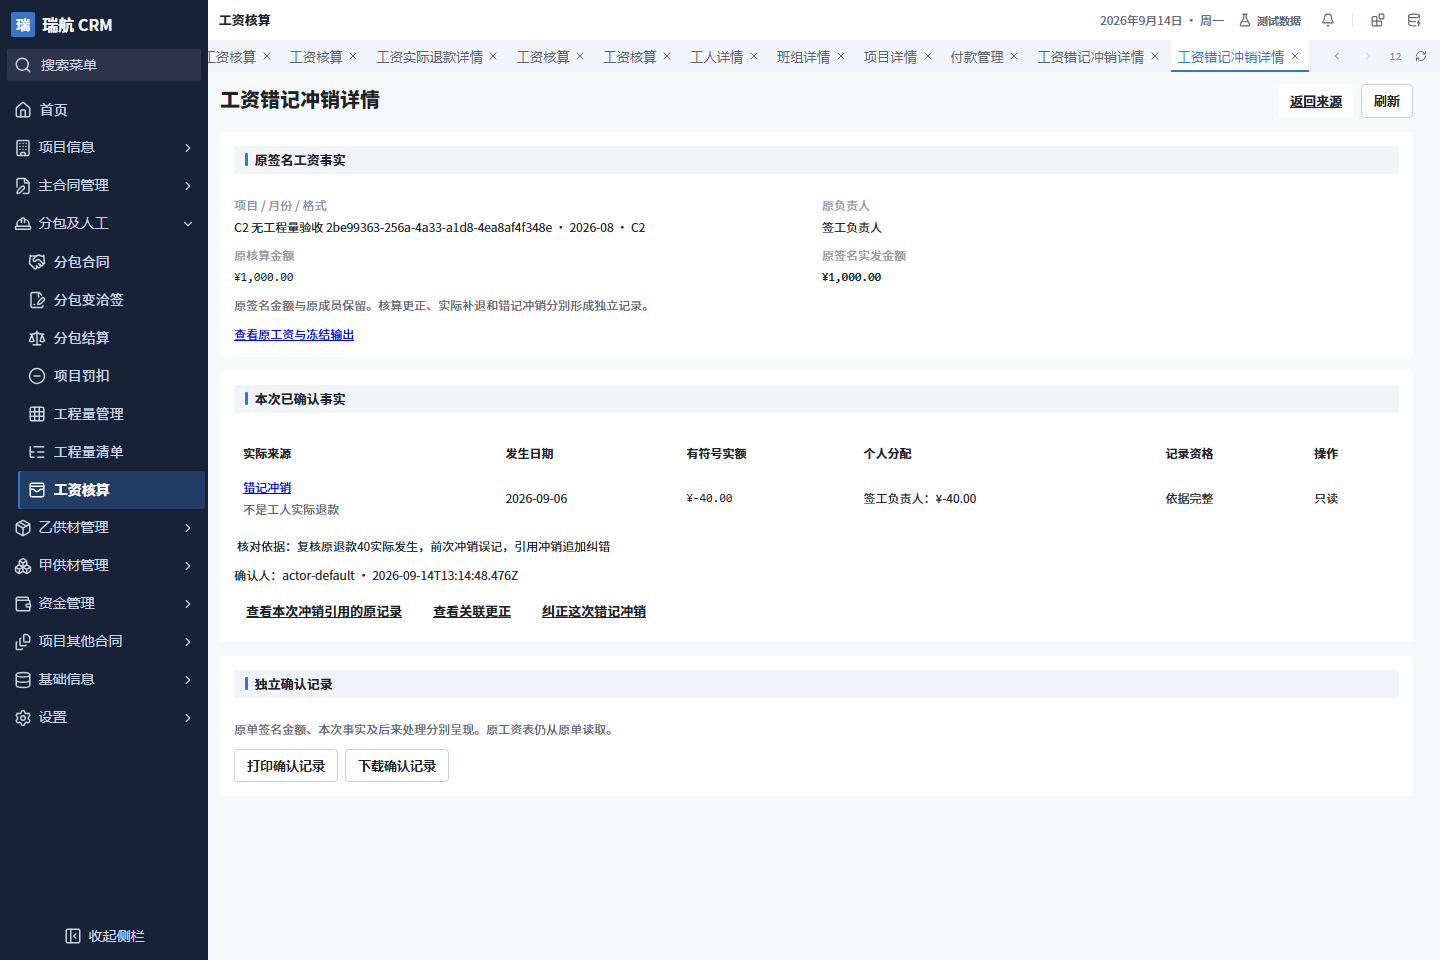 瑞 瑞航 CRM
搜索菜单
首页
项目信息
主合同管理
分包及人工
分包合同
分包变洽签
分包结算
项目罚扣
工程量管理
工程量清单
工资核算
乙供材管理
甲供材管理
资金管理
项目其他合同
基础信息
设置
收起侧栏
工资核算
2026年9月14日 · 周一 测试数据
工资核算 工资核算 工资实际退款详情 工资核算 工资核算 工人详情 班组详情 项目详情 付款管理 工资错记冲销详情 工资错记冲销详情 12
工资错记冲销详情
返回来源 刷新
原签名工资事实
项目 / 月份 / 格式 原负责人
C2 无工程量验收 2be99363-256a-4a33-a1d8-4ea8af4f348e · 2026-08 · C2 签工负责人
原核算金额 原签名实发金额
¥1,000.00 ¥1,000.00
原签名金额与原成员保留。核算更正、实际补退和错记冲销分别形成独立记录。
查看原工资与冻结输出
本次已确认事实
实际来源 发生日期 有符号实额 个人分配 记录资格 操作
错记冲销
不是工人实际退款
2026-09-06 ¥-40.00 签工负责人：¥-40.00 依据完整 只读
核对依据：复核原退款40实际发生，前次冲销误记，引用冲销追加纠错
确认人：actor-default · 2026-09-14T13:14:48.476Z
查看本次冲销引用的原记录 查看关联更正 纠正这次错记冲销
独立确认记录
原单签名金额、本次事实及后来处理分别呈现。原工资表仍从原单读取。
打印确认记录 下载确认记录